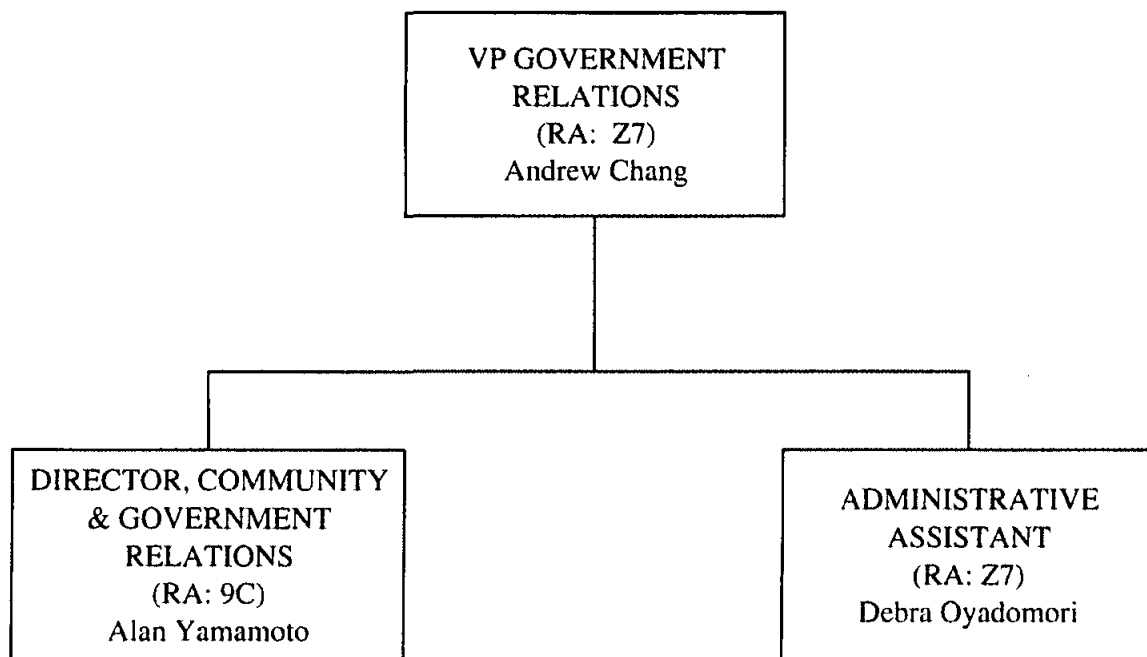 VP GOVERNMENT
RELATIONS
(RA: Z7)
Andrew Chang
DIRECTOR, COMMUNITY
& GOVERNMENT
RELATIONS
(RA: 9C)
Alan Yamamoto
ADMINISTRATIVE
ASSISTANT
(RA: Z7)
Debra Oyadomori